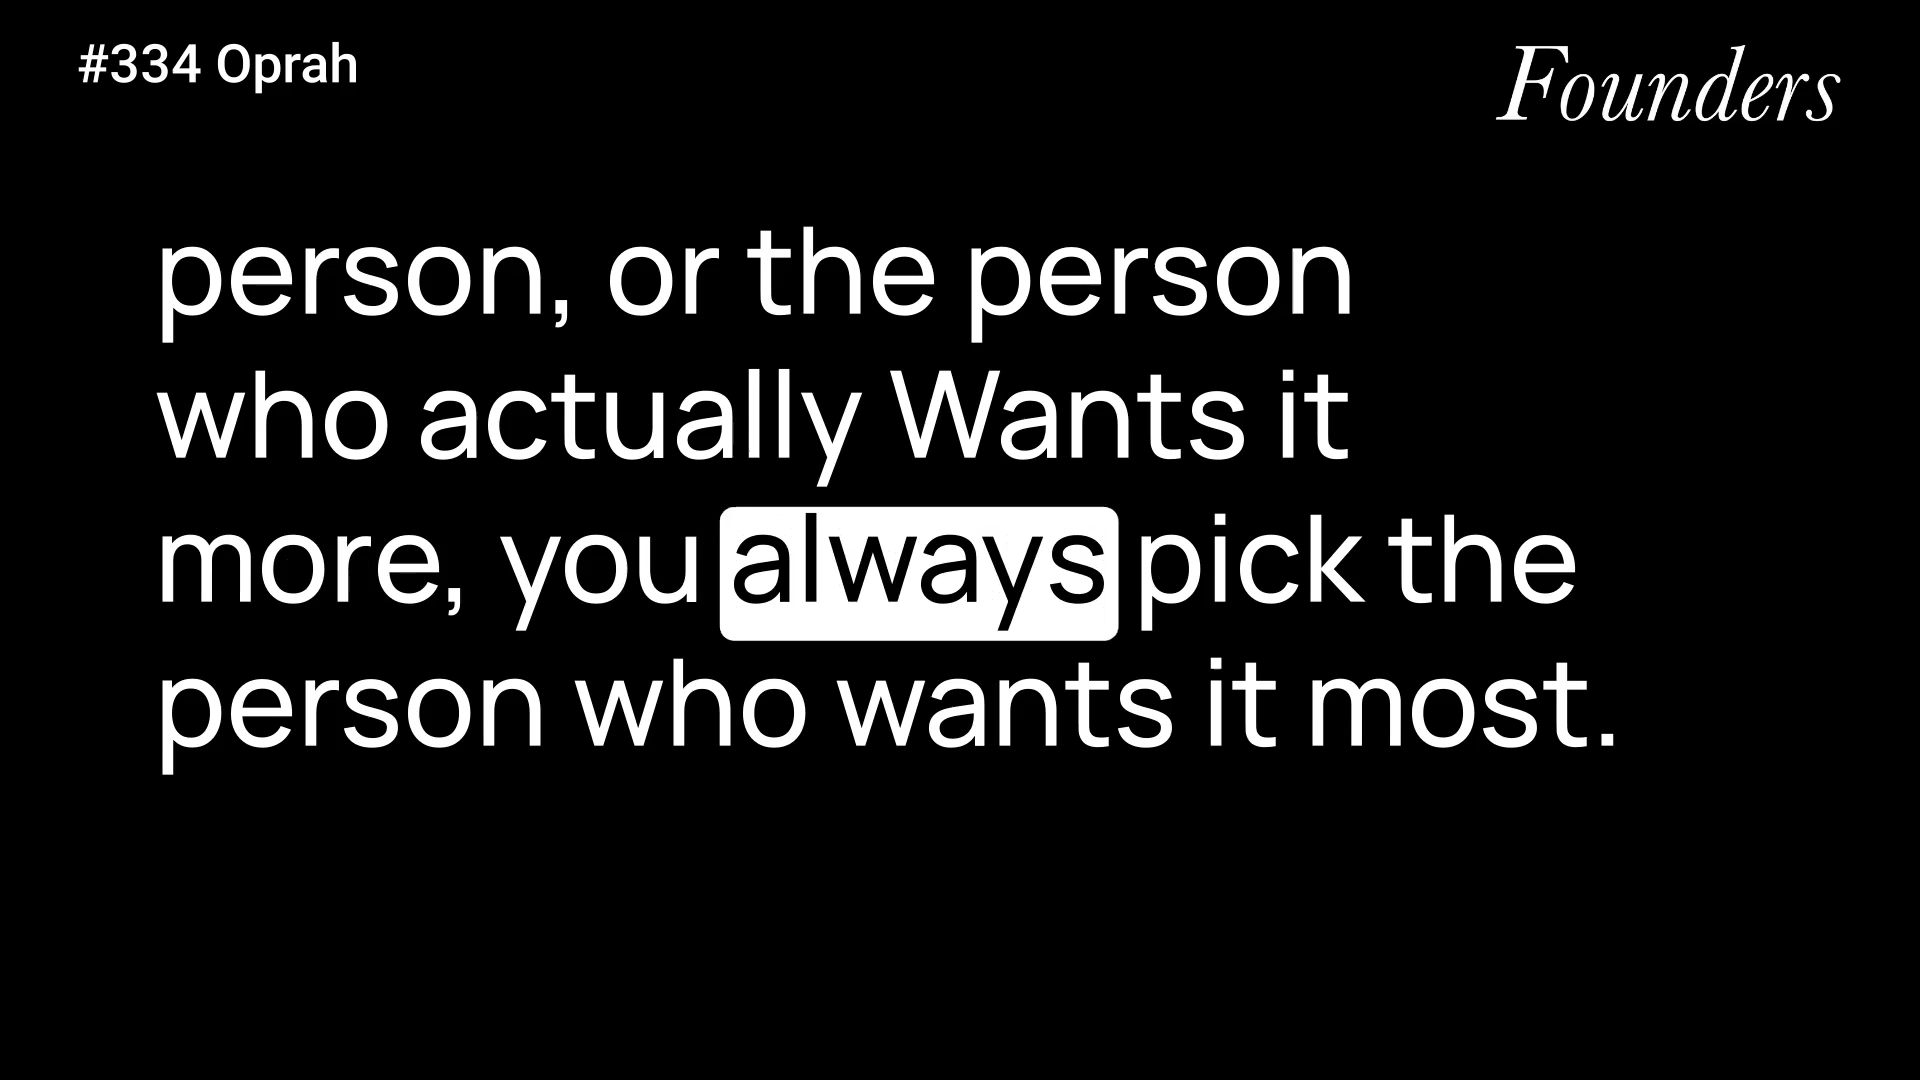 #334 Oprah
Founders
person, or the person
who actually Wants it
more, you always pick the
person who wants it most.